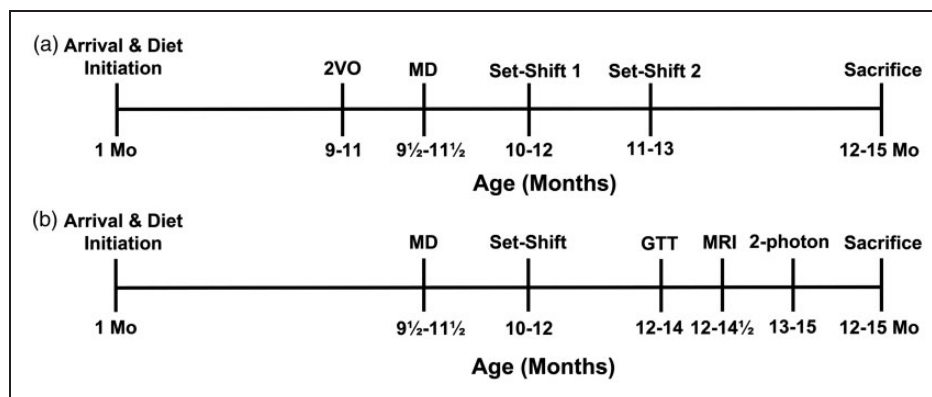 (a) Arrival & Diet
Initiation 2VO MD Set-Shift 1 Set-Shift 2 Sacrifice
1 Mo 9-11 9½-11½ 10-12 11-13 12-15 Mo
Age (Months)
(b) Arrival & Diet
Initiation MD Set-Shift GTT MRI 2-photon Sacrifice
1 Mo 9½-11½ 10-12 12-14 12-14½ 13-15 12-15 Mo
Age (Months)